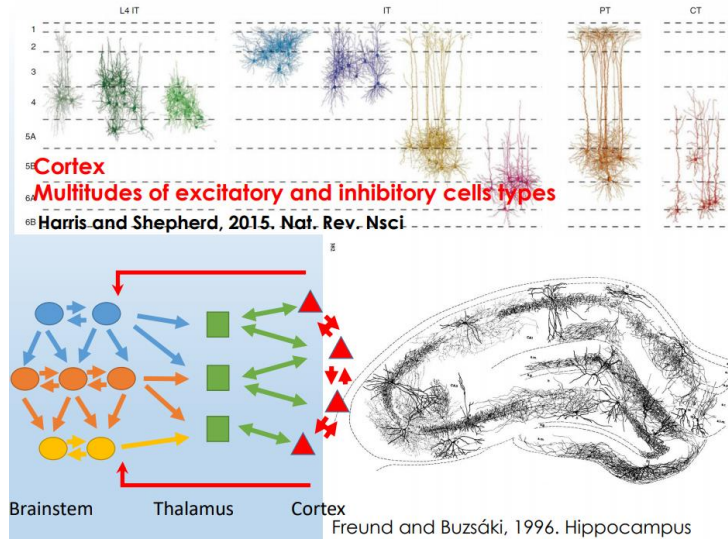 L4 IT IT PT CT
1
2
3
4
5A
5B
6A
6B
Cortex
Multitudes of excitatory and inhibitory cells types
Harris and Shepherd, 2015. Nat. Rev. Nsci
Brainstem Thalamus Cortex
Freund and Buzsáki, 1996. Hippocampus